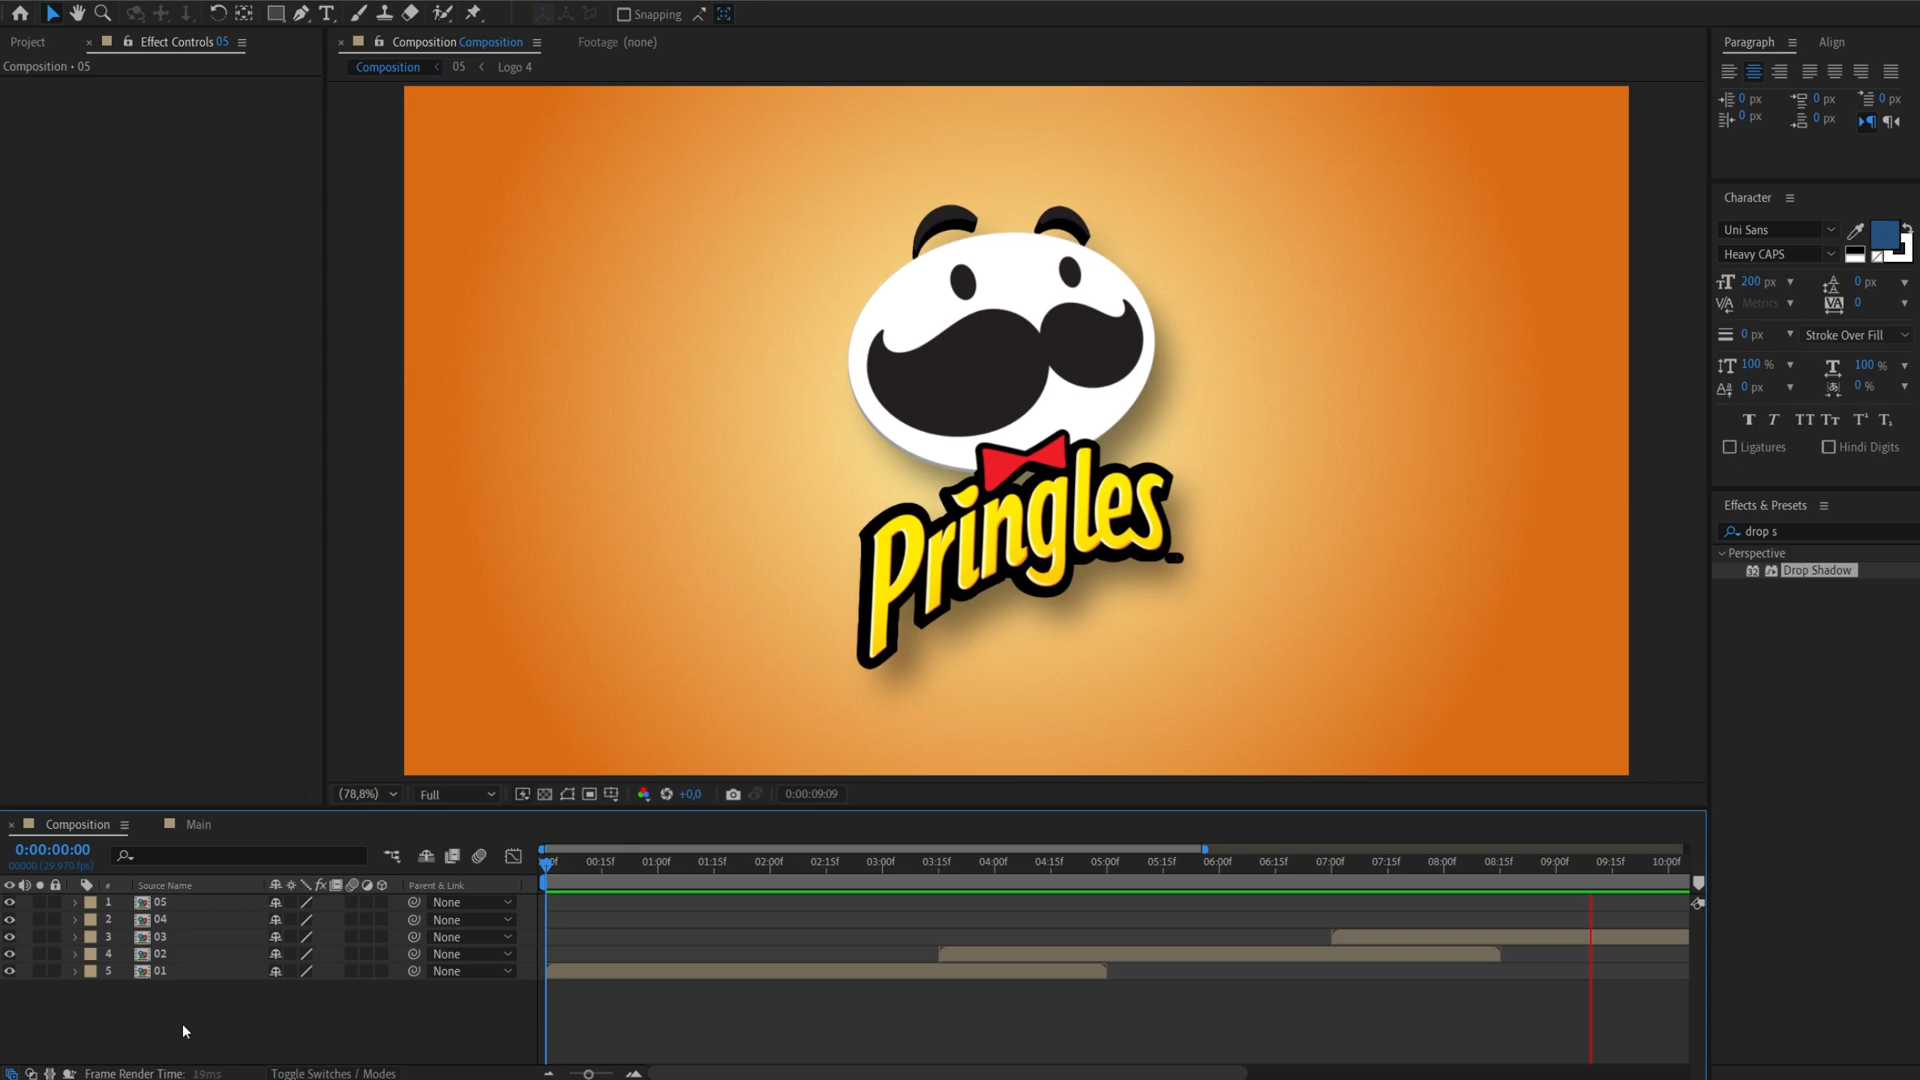 Snapping
Project
Effect Controls 05
Composition Composition
Footage (none)
Paragraph
Align
Composition • 05
Composition
05
Logo 4
0 px
0 px
0 px
0 px
0 px
Character
Uni Sans
Heavy CAPS
200 px
0 px
Metrics
0
0 px
Stroke Over Fill
100 %
100 %
0 px
0 %
Ligatures
Hindi Digits
Effects & Presets
drop s
Perspective
32
Drop Shadow
Pringles
(78,8%)
Full
+0,0
0:00:09:09
Composition
Main
0:00:00:00
00000 (29.970 fps)
00:15f
01:00f
01:15f
02:00f
02:15f
03:00f
03:15f
04:00f
04:15f
05:00f
05:15f
06:00f
06:15f
07:00f
07:15f
08:00f
08:15f
09:00f
09:15f
10:00f
#
Source Name
fx
Parent & Link
1
05
None
2
04
None
3
03
None
4
02
None
5
01
None
Frame Render Time: 19ms
Toggle Switches / Modes